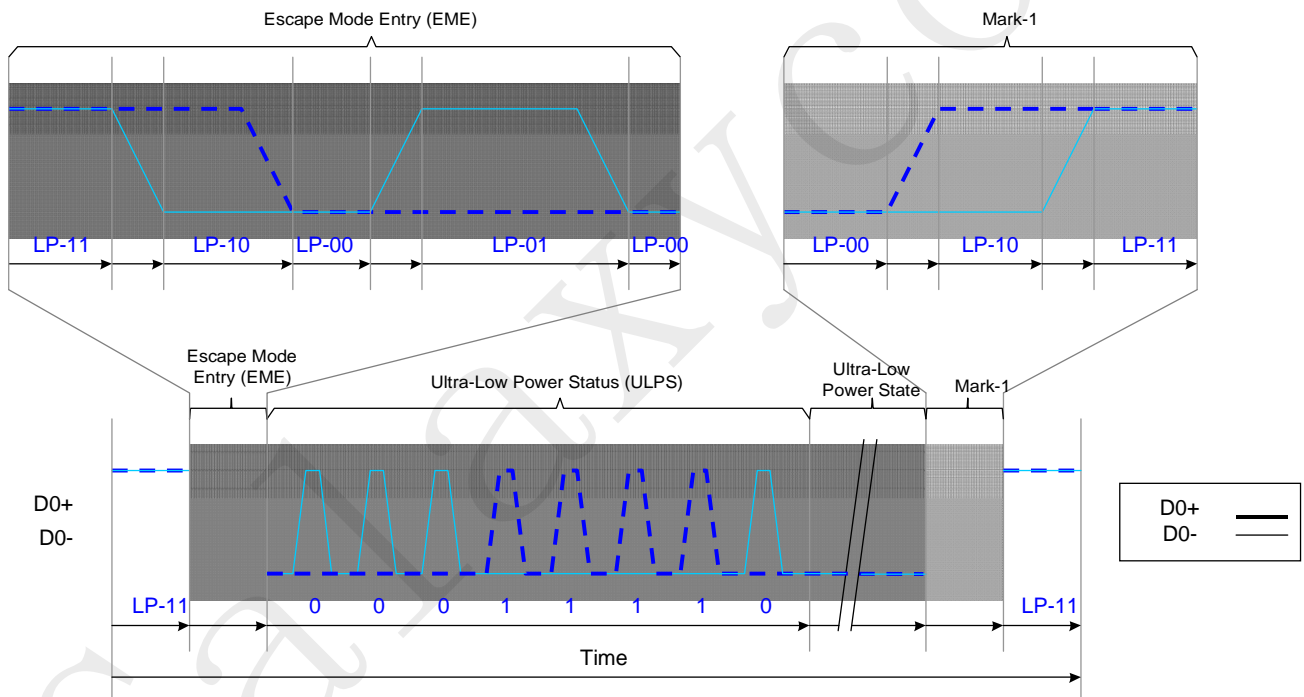 Escape Mode Entry (EME)
Mark-1
LP-11 LP-10 LP-00 LP-01 LP-00
LP-00 LP-10 LP-11
Escape Mode
Entry (EME)
Ultra-Low Power Status (ULPS)
Ultra-Low
Power State
Mark-1
D0+
D0-
D0+
D0-
LP-11 0 0 0 1 1 1 1 0 LP-11
Time